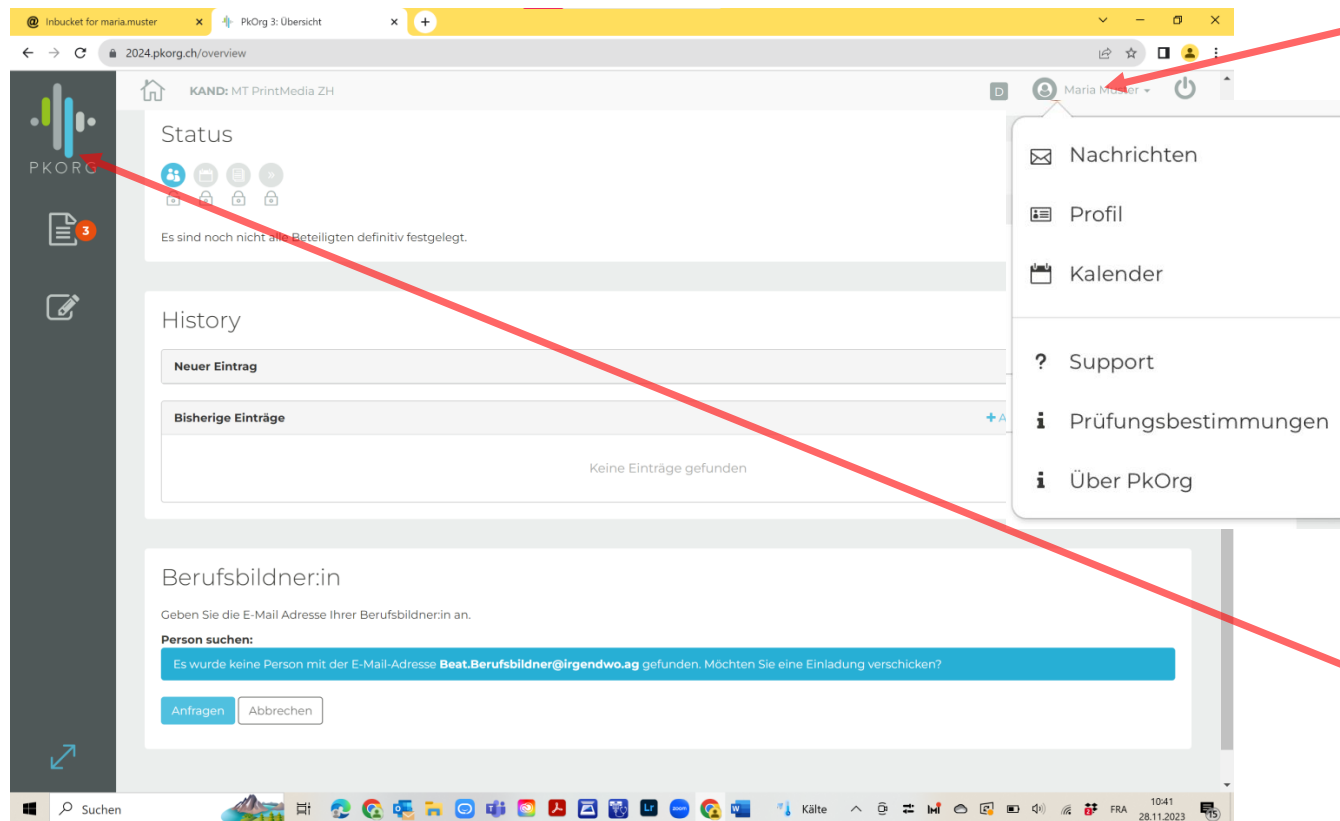 Inbucket for maria.muster
PkOrg 3: Übersicht
2024.pkorg.ch/overview
PKORG
KAND: MT PrintMedia ZH
D
Maria Muster
Status
Es sind noch nicht alle Beteiligten definitiv festgelegt.
3
History
Neuer Eintrag
Bisherige Einträge
+ A
Keine Einträge gefunden
Nachrichten
Profil
Kalender
? Support
i Prüfungsbestimmungen
i Über PkOrg
Berufsbildner:in
Geben Sie die E-Mail Adresse Ihrer Berufsbildner:in an.
Person suchen:
Es wurde keine Person mit der E-Mail-Adresse Beat.Berufsbildner@irgendwo.ag gefunden. Möchten Sie eine Einladung verschicken?
Anfragen Abbrechen
Suchen
Lr
zoom
Kälte
FRA
10:41
28.11.2023
15